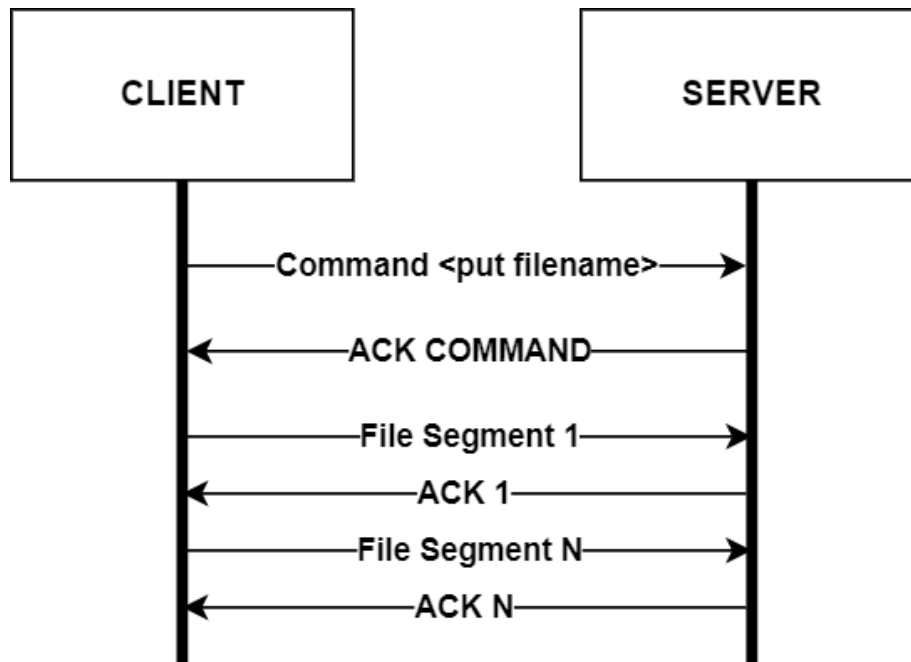 CLIENT
SERVER
Command <put filename>
ACK COMMAND
File Segment 1
ACK 1
File Segment N
ACK N